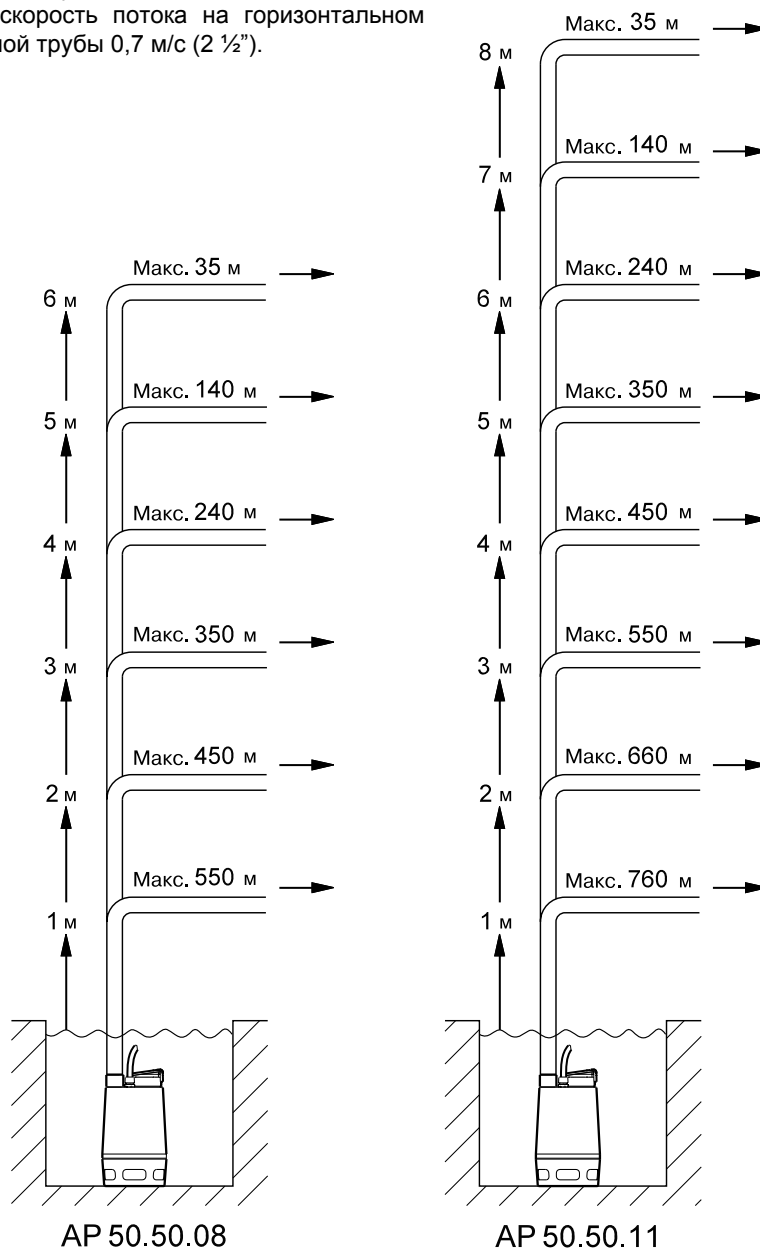 скорость потока на горизонтальном
ной трубы 0,7 м/с (2 ½”).
6 м
Макс. 35 м
5 м
Макс. 140 м
4 м
Макс. 240 м
3 м
Макс. 350 м
2 м
Макс. 450 м
1 м
Макс. 550 м
AP 50.50.08
8 м
Макс. 35 м
7 м
Макс. 140 м
6 м
Макс. 240 м
5 м
Макс. 350 м
4 м
Макс. 450 м
3 м
Макс. 550 м
2 м
Макс. 660 м
1 м
Макс. 760 м
AP 50.50.11